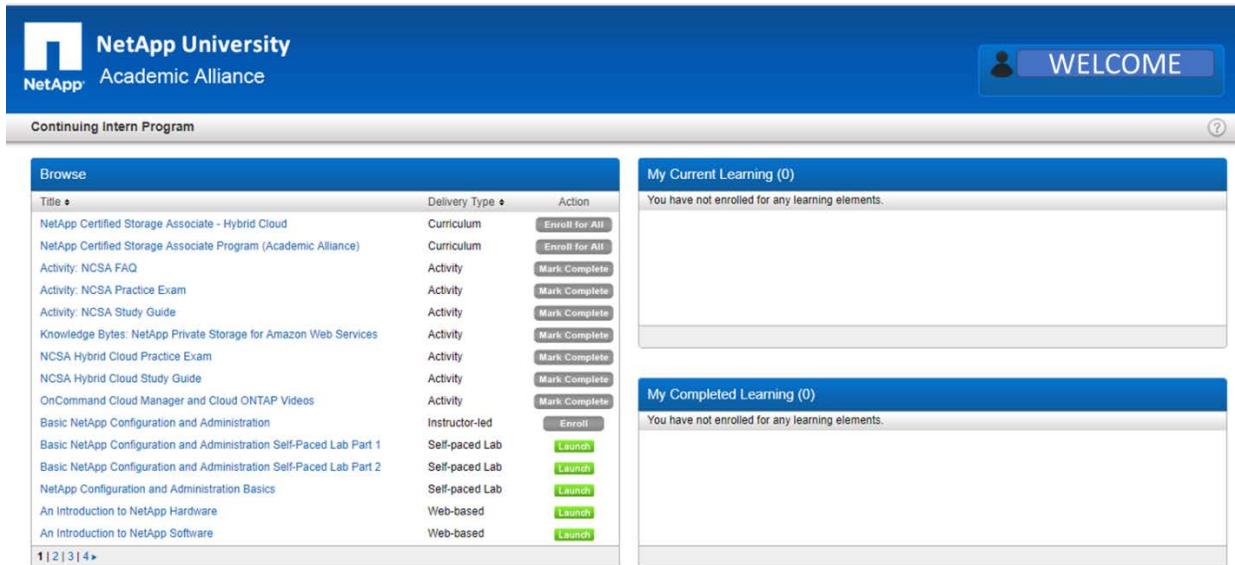 NetApp University
NetApp Academic Alliance
WELCOME
Continuing Intern Program
?
Browse
Title Delivery Type Action
NetApp Certified Storage Associate - Hybrid Cloud Curriculum Enroll for All
NetApp Certified Storage Associate Program (Academic Alliance) Curriculum Enroll for All
Activity: NCSA FAQ Activity Mark Complete
Activity: NCSA Practice Exam Activity Mark Complete
Activity: NCSA Study Guide Activity Mark Complete
Knowledge Bytes: NetApp Private Storage for Amazon Web Services Activity Mark Complete
NCSA Hybrid Cloud Practice Exam Activity Mark Complete
NCSA Hybrid Cloud Study Guide Activity Mark Complete
OnCommand Cloud Manager and Cloud ONTAP Videos Activity Mark Complete
Basic NetApp Configuration and Administration Instructor-led Enroll
Basic NetApp Configuration and Administration Self-Paced Lab Part 1 Self-paced Lab Launch
Basic NetApp Configuration and Administration Self-Paced Lab Part 2 Self-paced Lab Launch
NetApp Configuration and Administration Basics Self-paced Lab Launch
An Introduction to NetApp Hardware Web-based Launch
An Introduction to NetApp Software Web-based Launch
1 | 2 | 3 | 4
My Current Learning (0)
You have not enrolled for any learning elements.
My Completed Learning (0)
You have not enrolled for any learning elements.